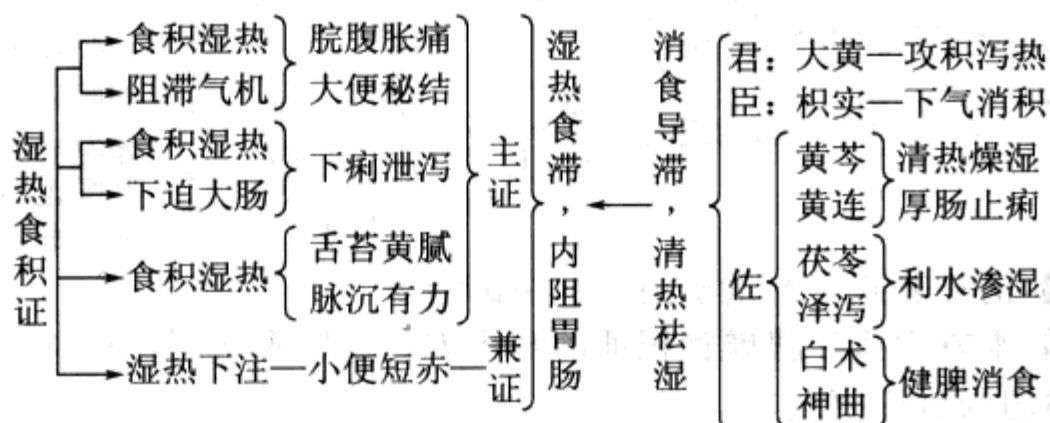 湿热食积证
食积湿热
阻滞气机
脘腹胀痛
大便秘结
食积湿热
下迫大肠
下痢泄泻
食积湿热
舌苔黄腻
脉沉有力
湿热下注—小便短赤—
主证
兼证
湿热食滞，内阻胃肠
消食导滞，清热祛湿
君：大黄—攻积泻热
臣：枳实—下气消积
佐
黄芩
黄连
清热燥湿
厚肠止痢
茯苓
泽泻
利水渗湿
白术
神曲
健脾消食